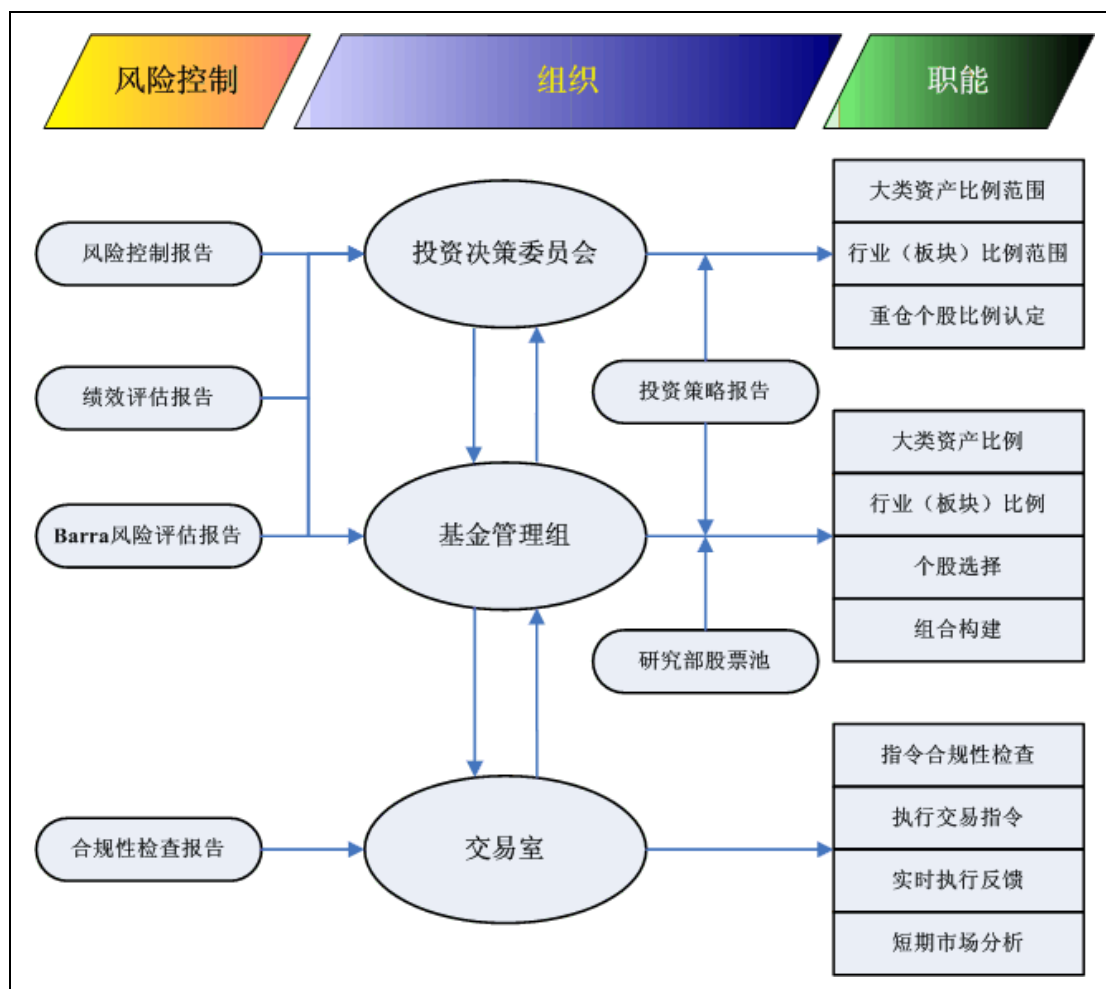 风险控制
组织
职能
风险控制报告
绩效评估报告
Barra风险评估报告
合规性检查报告
投资决策委员会
基金管理组
交易室
投资策略报告
研究部股票池
大类资产比例范围
行业（板块）比例范围
重仓个股比例认定
大类资产比例
行业（板块）比例
个股选择
组合构建
指令合规性检查
执行交易指令
实时执行反馈
短期市场分析